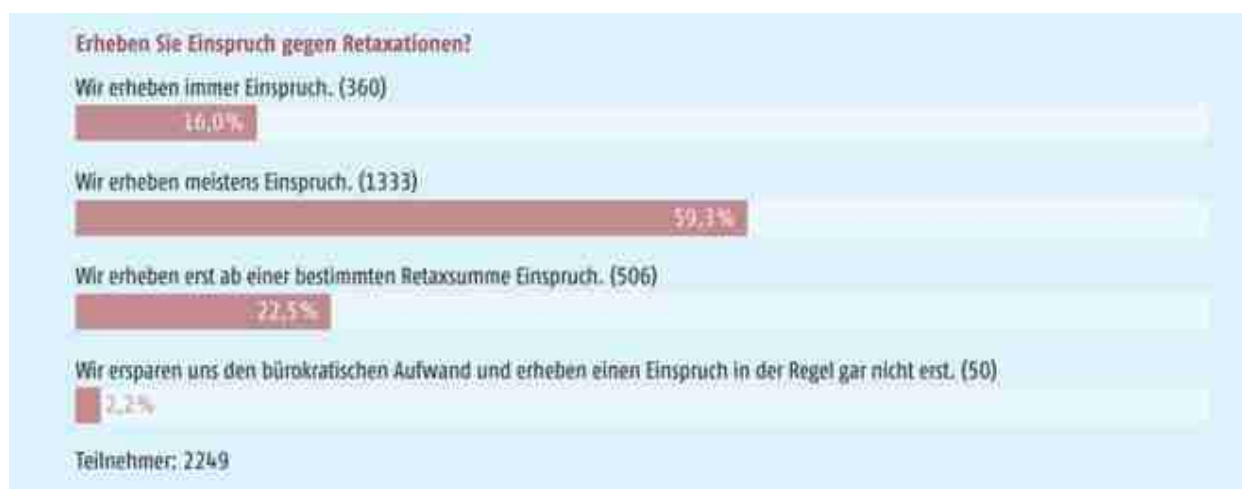 Erheben Sie Einspruch gegen Retaxationen?
Wir erheben immer Einspruch. (360)
16,0%
Wir erheben meistens Einspruch. (1333)
59,3%
Wir erheben erst ab einer bestimmten Retaxsumme Einspruch. (506)
22,5%
Wir ersparen uns den bürokratischen Aufwand und erheben einen Einspruch in der Regel gar nicht erst. (50)
2,2%
Teilnehmer: 2249